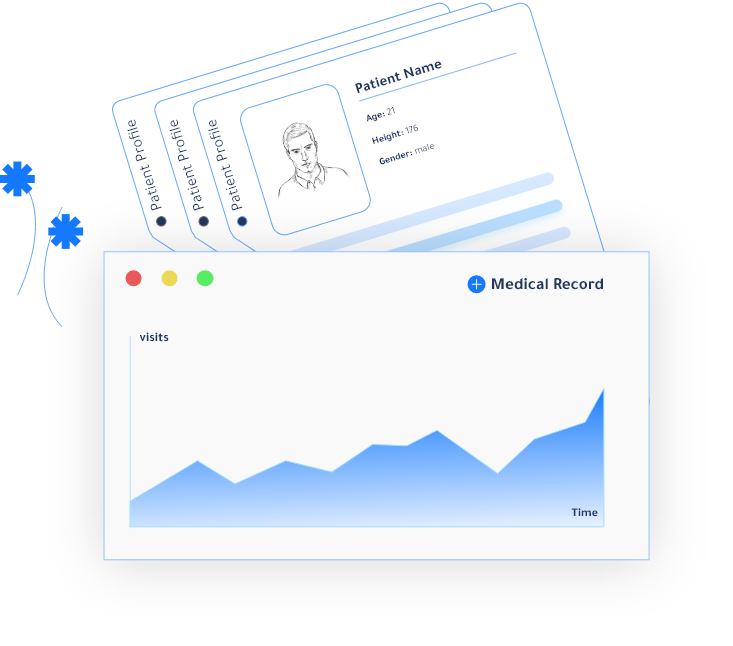 Patient Profile
Patient Profile
Patient Profile
Patient Name
Age: 21
Height: 176
Gender: male
Medical Record
visits
Time